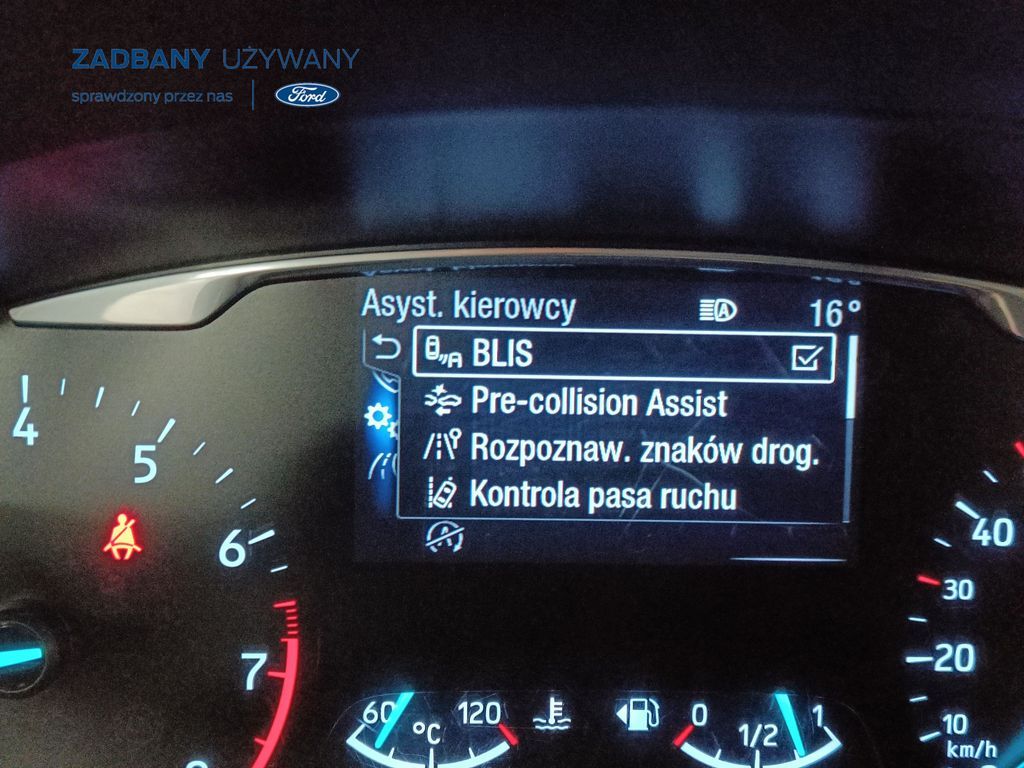 ZADBANY UŻYWANY
sprawdzony przez nas
Ford
Asyst. kierowcy
A
16°
A BLIS
Pre-collision Assist
Rozpoznaw. znaków drog.
Kontrola pasa ruchu
A
4
5
6
7
40
30
20
10
km/h
60 °C 120
0 1/2 1